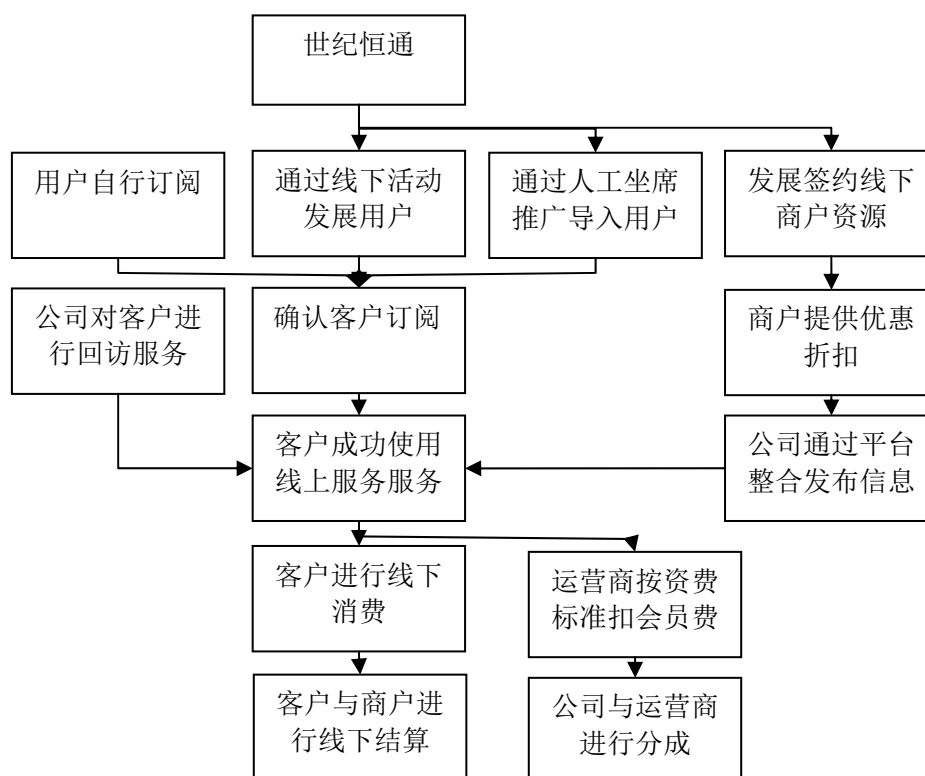 世纪恒通
用户自行订阅
通过线下活动
发展用户
通过人工坐席
推广导入用户
发展签约线下
商户资源
公司对客户进
行回访服务
确认客户订阅
商户提供优惠
折扣
客户成功使用
线上服务服务
公司通过平台
整合发布信息
客户进行线下
消费
运营商按资费
标准扣会员费
客户与商户进
行线下结算
公司与运营商
进行分成